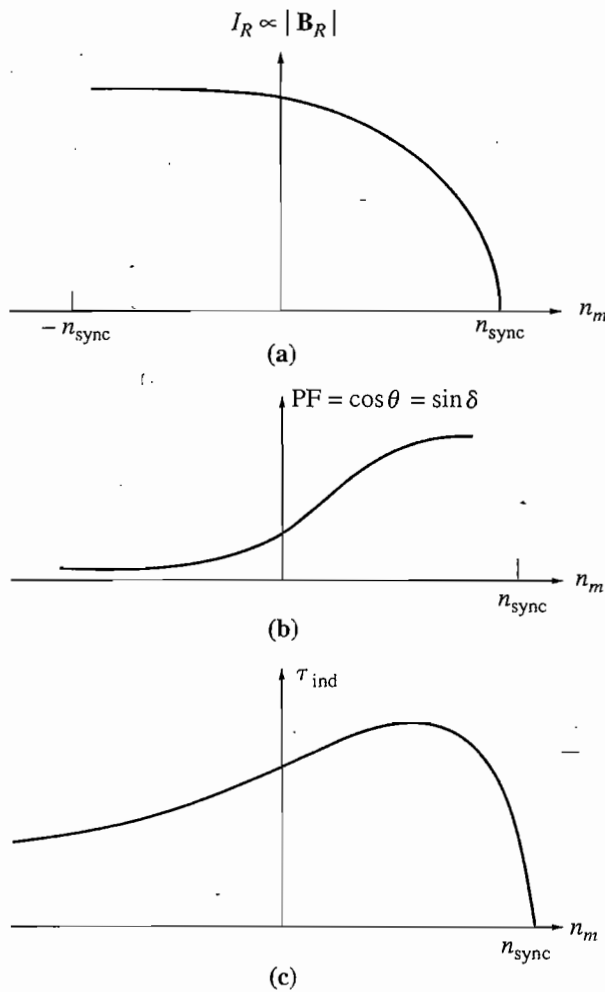 I_R ∝ | B_R |
− n_sync
n_sync
n_m
(a)
PF = cos θ = sin δ
n_m
n_sync
(b)
τ_ind
n_m
n_sync
(c)